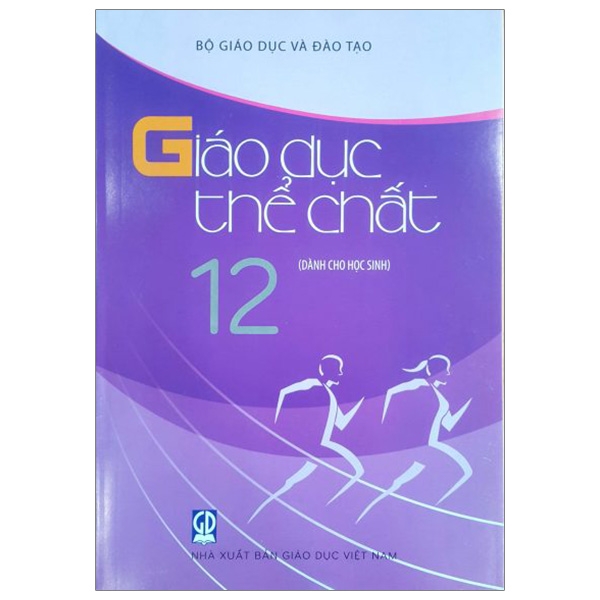 BỘ GIÁO DỤC VÀ ĐÀO TẠO
Giáo dục
thể chất
12
(DÀNH CHO HỌC SINH)
GD
NHÀ XUẤT BẢN GIÁO DỤC VIỆT NAM